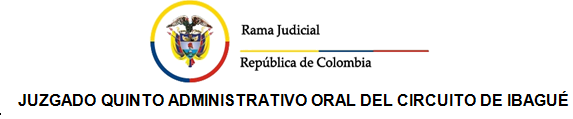 Rama Judicial
República de Colombia
JUZGADO QUINTO ADMINISTRATIVO ORAL DEL CIRCUITO DE IBAGUÉ